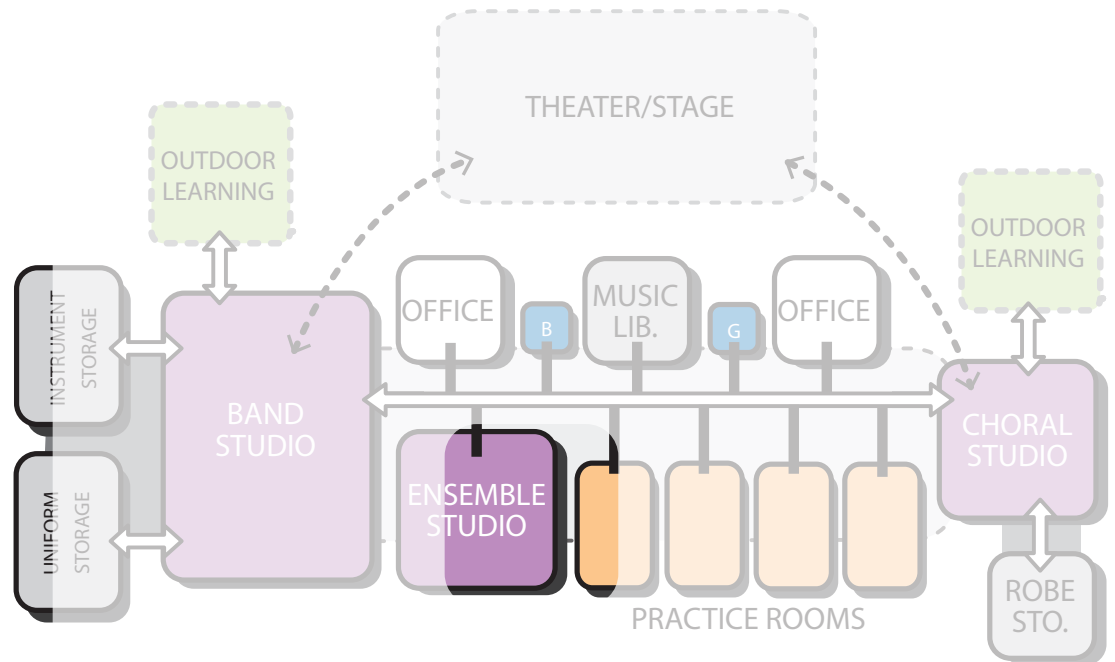 THEATER/STAGE
OUTDOOR
LEARNING
OUTDOOR
LEARNING
OFFICE
B
MUSIC
LIB.
G
OFFICE
INSTRUMENT
STORAGE
BAND
STUDIO
CHORAL
STUDIO
UNIFORM
STORAGE
ENSEMBLE
STUDIO
PRACTICE ROOMS
ROBE
STO.